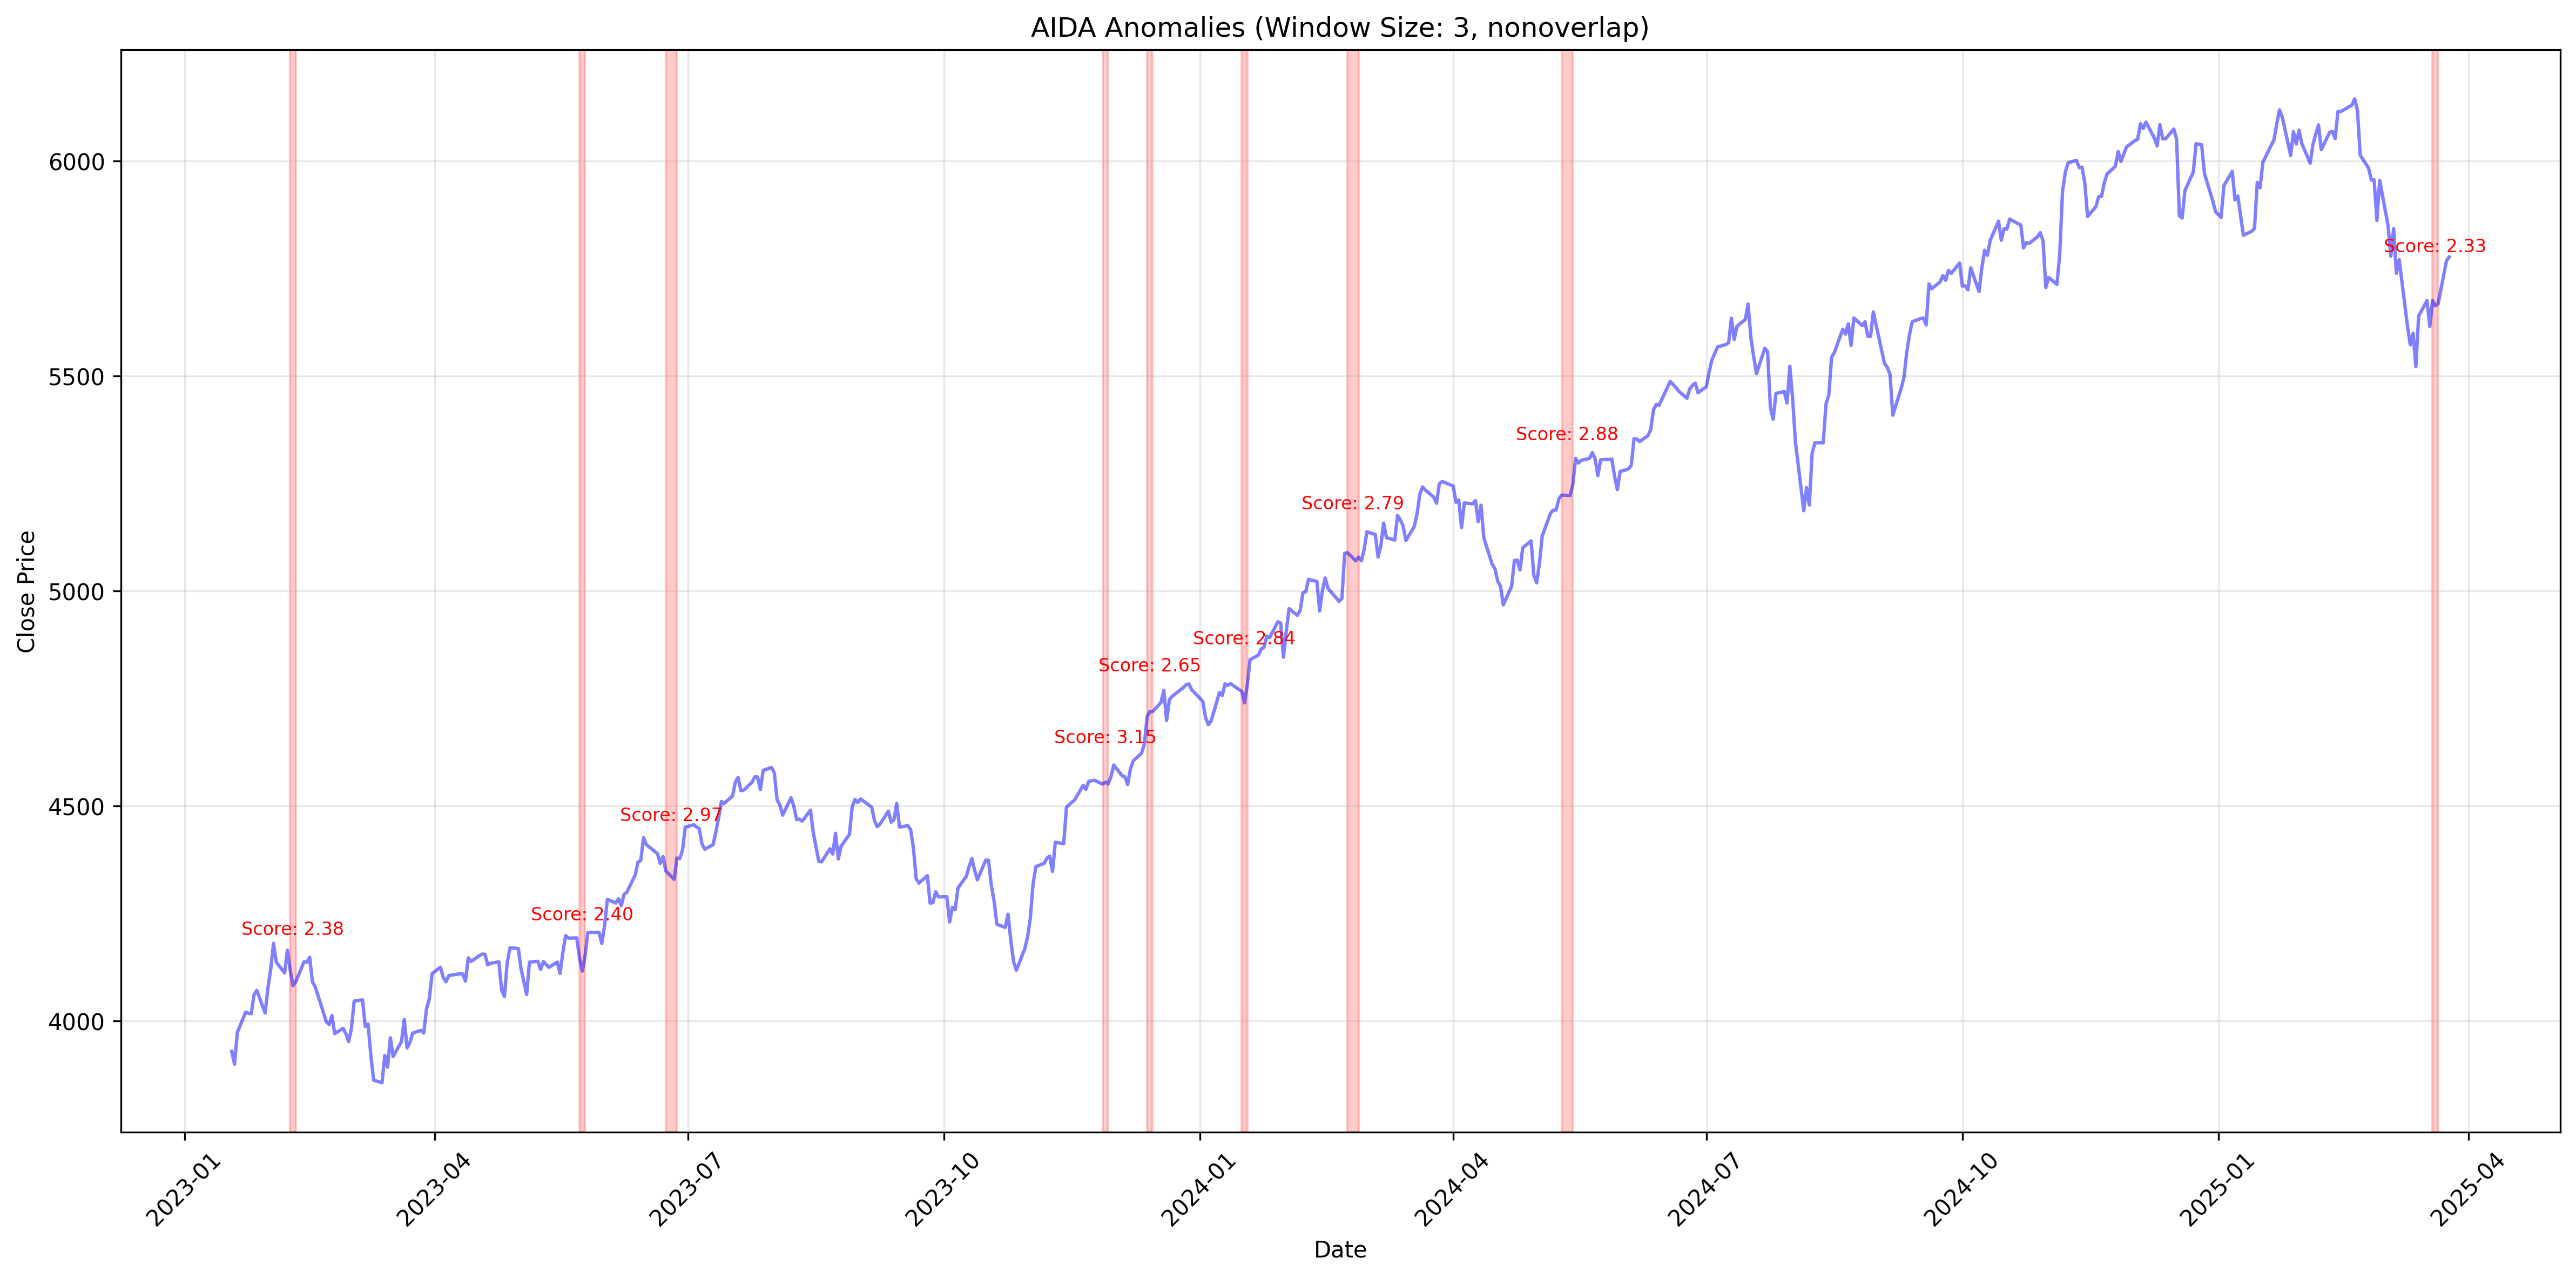 AIDA Anomalies (Window Size: 3, nonoverlap)
Close Price
6000
5500
5000
4500
4000
Score: 2.38
Score: 2.40
Score: 2.97
Score: 3.15
Score: 2.65
Score: 2.84
Score: 2.79
Score: 2.88
Score: 2.33
2023-01
2023-04
2023-07
2023-10
2024-01
2024-04
2024-07
2024-10
2025-01
2025-04
Date